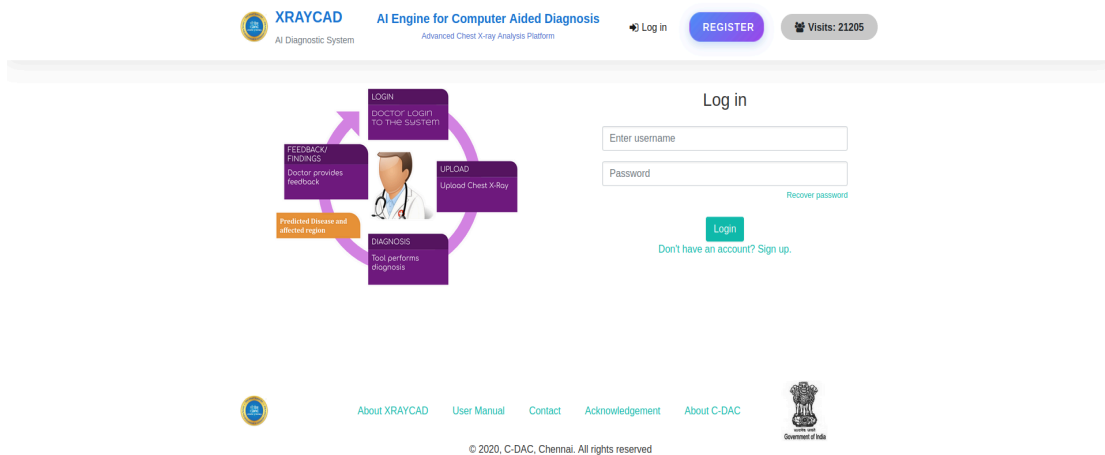 XRAYCAD
AI Diagnostic System
AI Engine for Computer Aided Diagnosis
Advanced Chest X-ray Analysis Platform
Log in
REGISTER
Visits: 21205
LOGIN
DOCTOR LOGIN
TO THE SYSTEM
FEEDBACK/
FINDINGS
Doctor provides
feedback
UPLOAD
Upload Chest X-Ray
Predicted Disease and
affected region
DIAGNOSIS
Tool performs
diagnosis
Log in
Enter username
Password
Recover password
Login
Don't have an account? Sign up.
About XRAYCAD
User Manual
Contact
Acknowledgement
About C-DAC
Government of India
© 2020, C-DAC, Chennai. All rights reserved